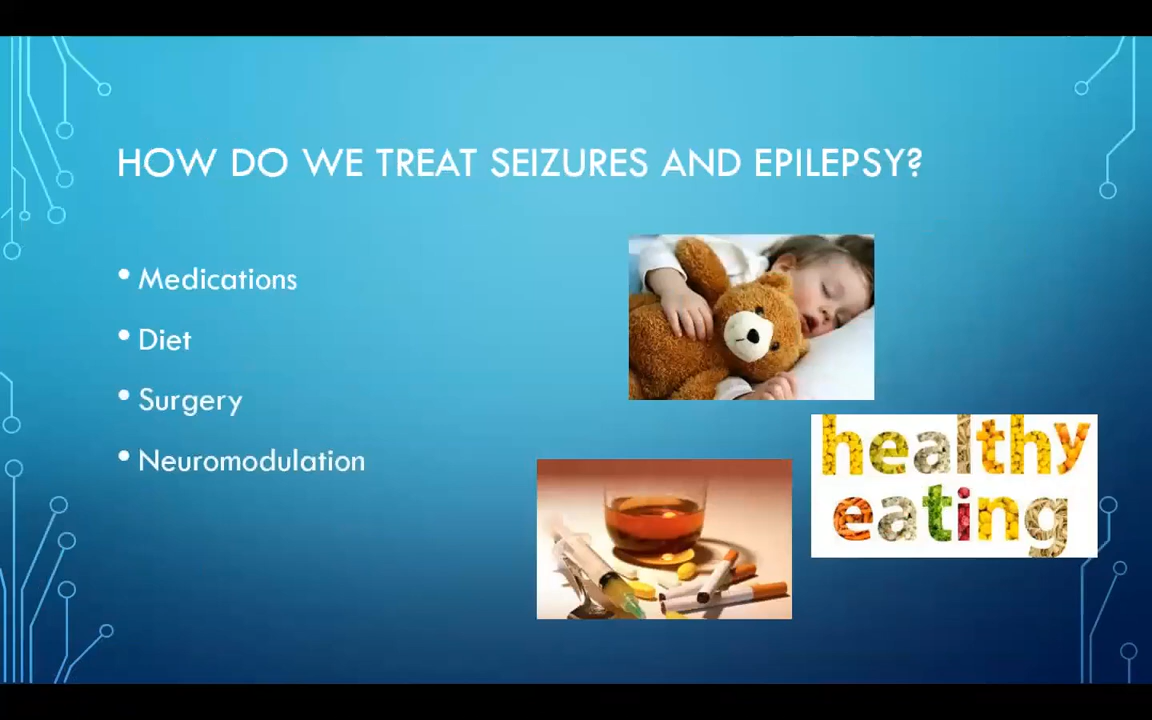 HOW DO WE TREAT SEIZURES AND EPILEPSY?
• Medications
• Diet
• Surgery
• Neuromodulation
healthy
eating